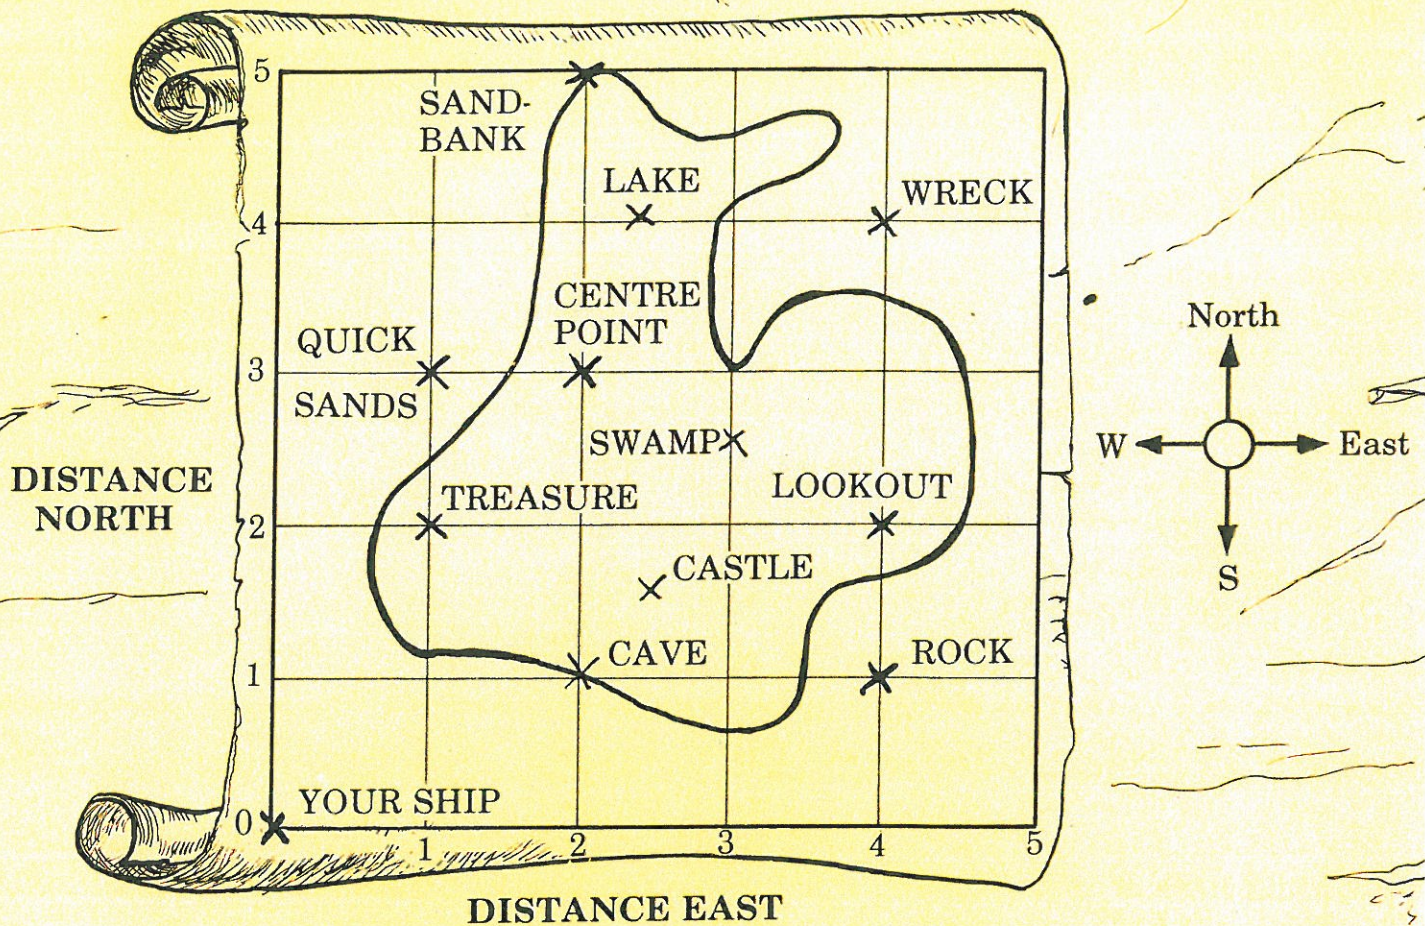 5
SAND-
BANK
LAKE
WRECK
4
CENTRE
POINT
QUICK
SANDS
3
North
W
East
S
SWAMP
DISTANCE
NORTH
TREASURE
LOOKOUT
2
CASTLE
CAVE
ROCK
1
YOUR SHIP
0
1
2
3
4
5
DISTANCE EAST